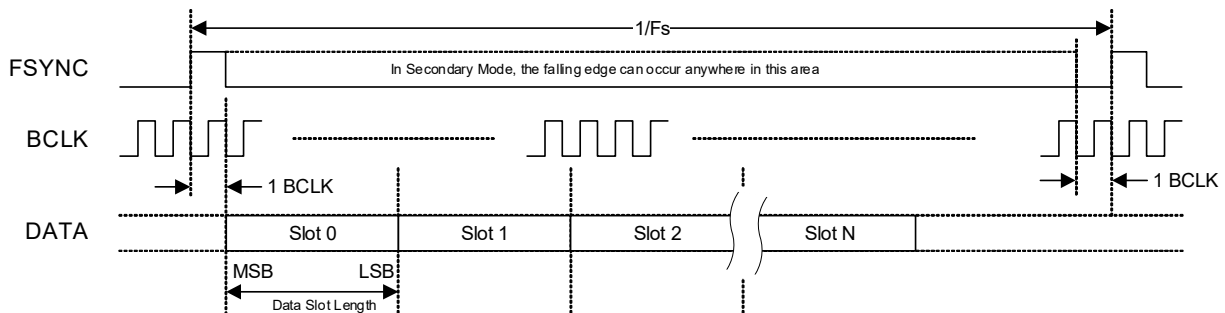 1/Fs
FSYNC
In Secondary Mode, the falling edge can occur anywhere in this area
BCLK
1 BCLK
1 BCLK
DATA
Slot 0 Slot 1 Slot 2 Slot N
MSB LSB
Data Slot Length